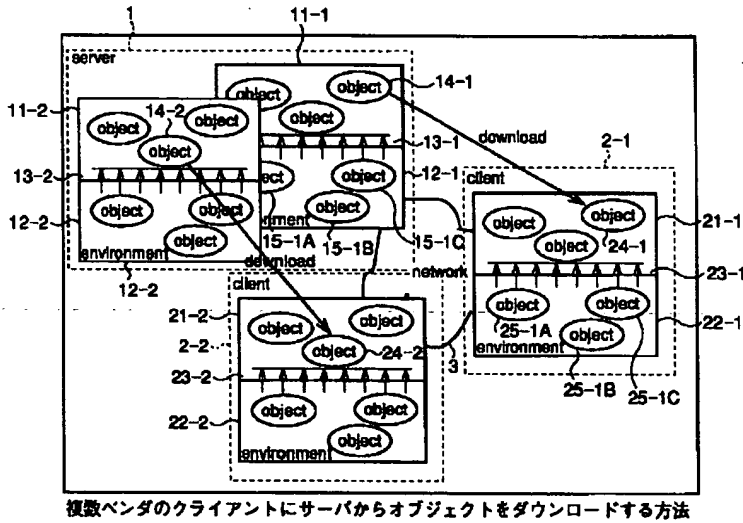 1
11-1
server
11-2
14-2
14-1
object
object
object
object
object
object
13-1
download
2-1
13-2
12-1
client
12-2
object
object
object
object
object
object
21-1
environment
nment
15-1A
15-1B
15-1C
object
24-1
12-2
download
network
23-1
client
21-2
object
object
object
object
25-1A
environment
22-1
2-2
object
24-2
3
object
25-1B
25-1C
23-2
22-2
object
object
environment
object
複数ベンダのクライアントにサーバからオブジェクトをダウンロードする方法